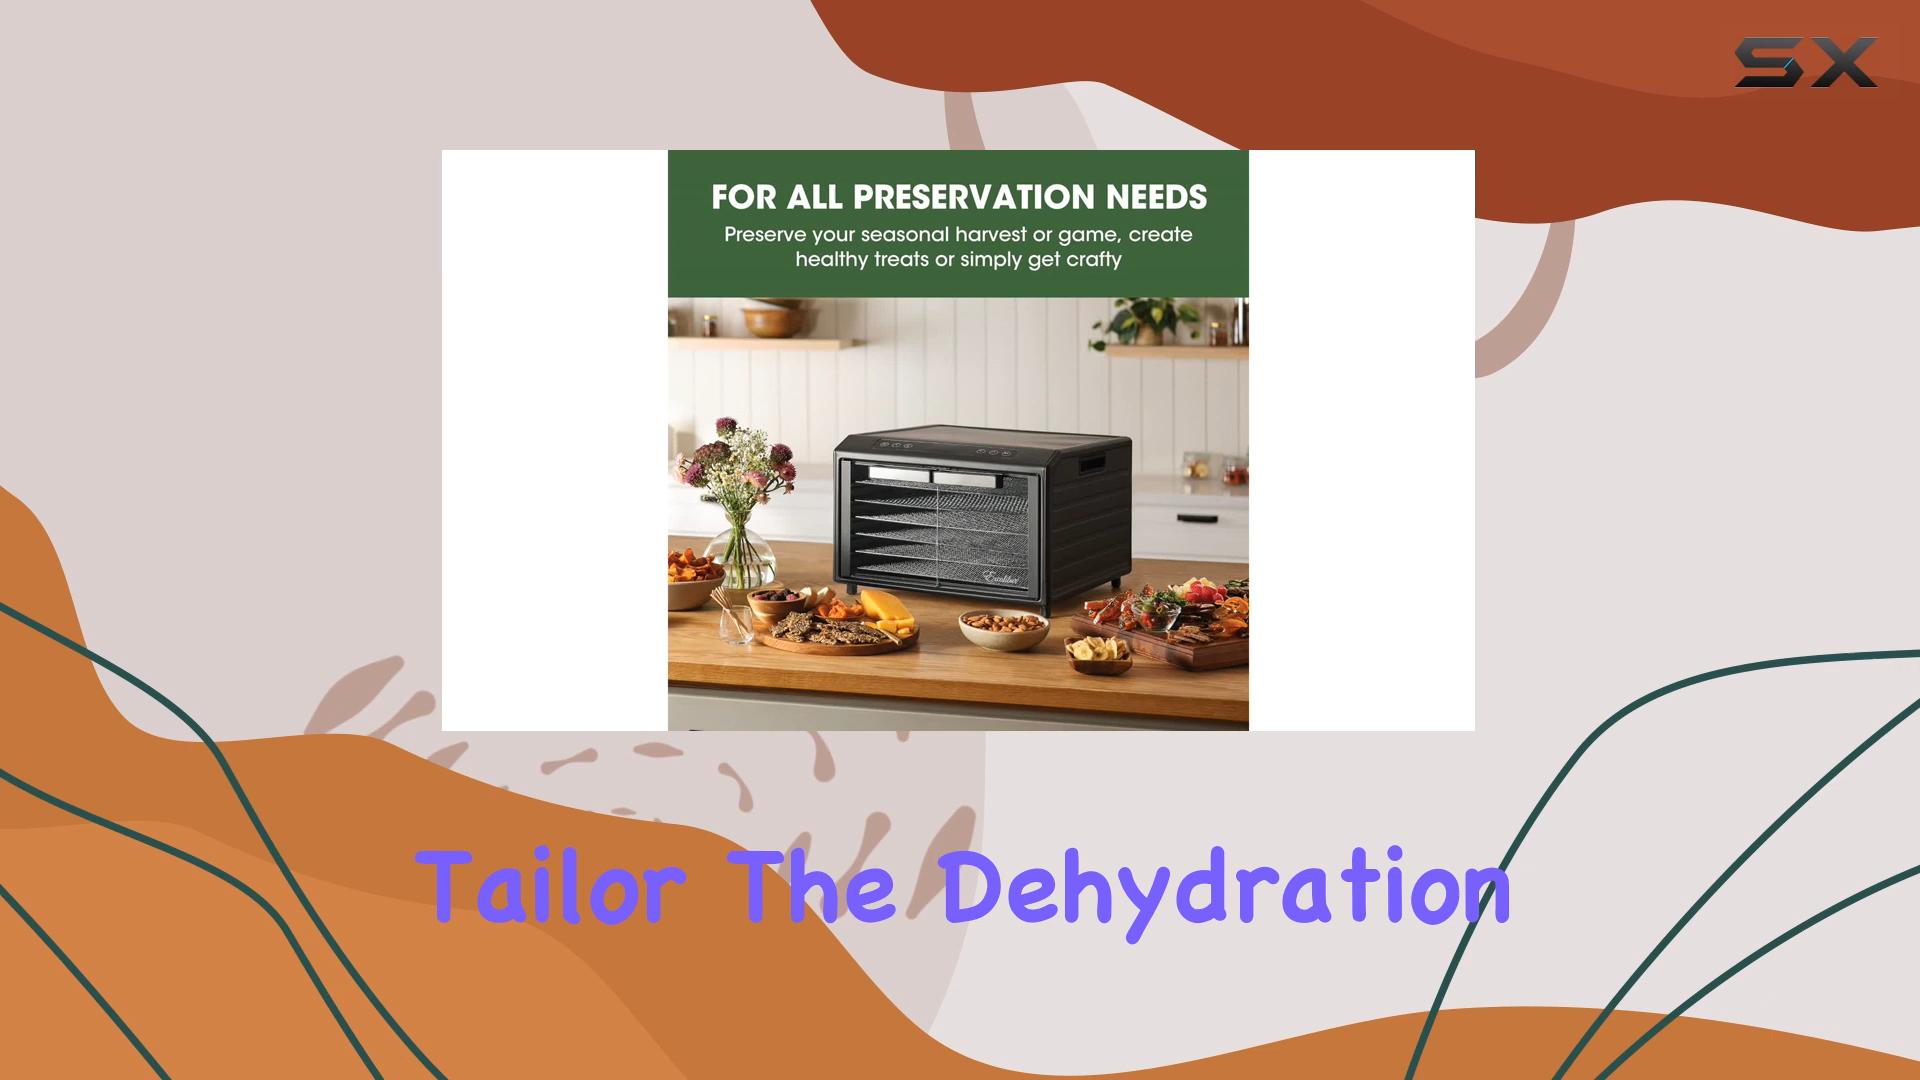 SX
FOR ALL PRESERVATION NEEDS
Preserve your seasonal harvest or game, create
healthy treats or simply get crafty
Excalibur
Tailor The Dehydration